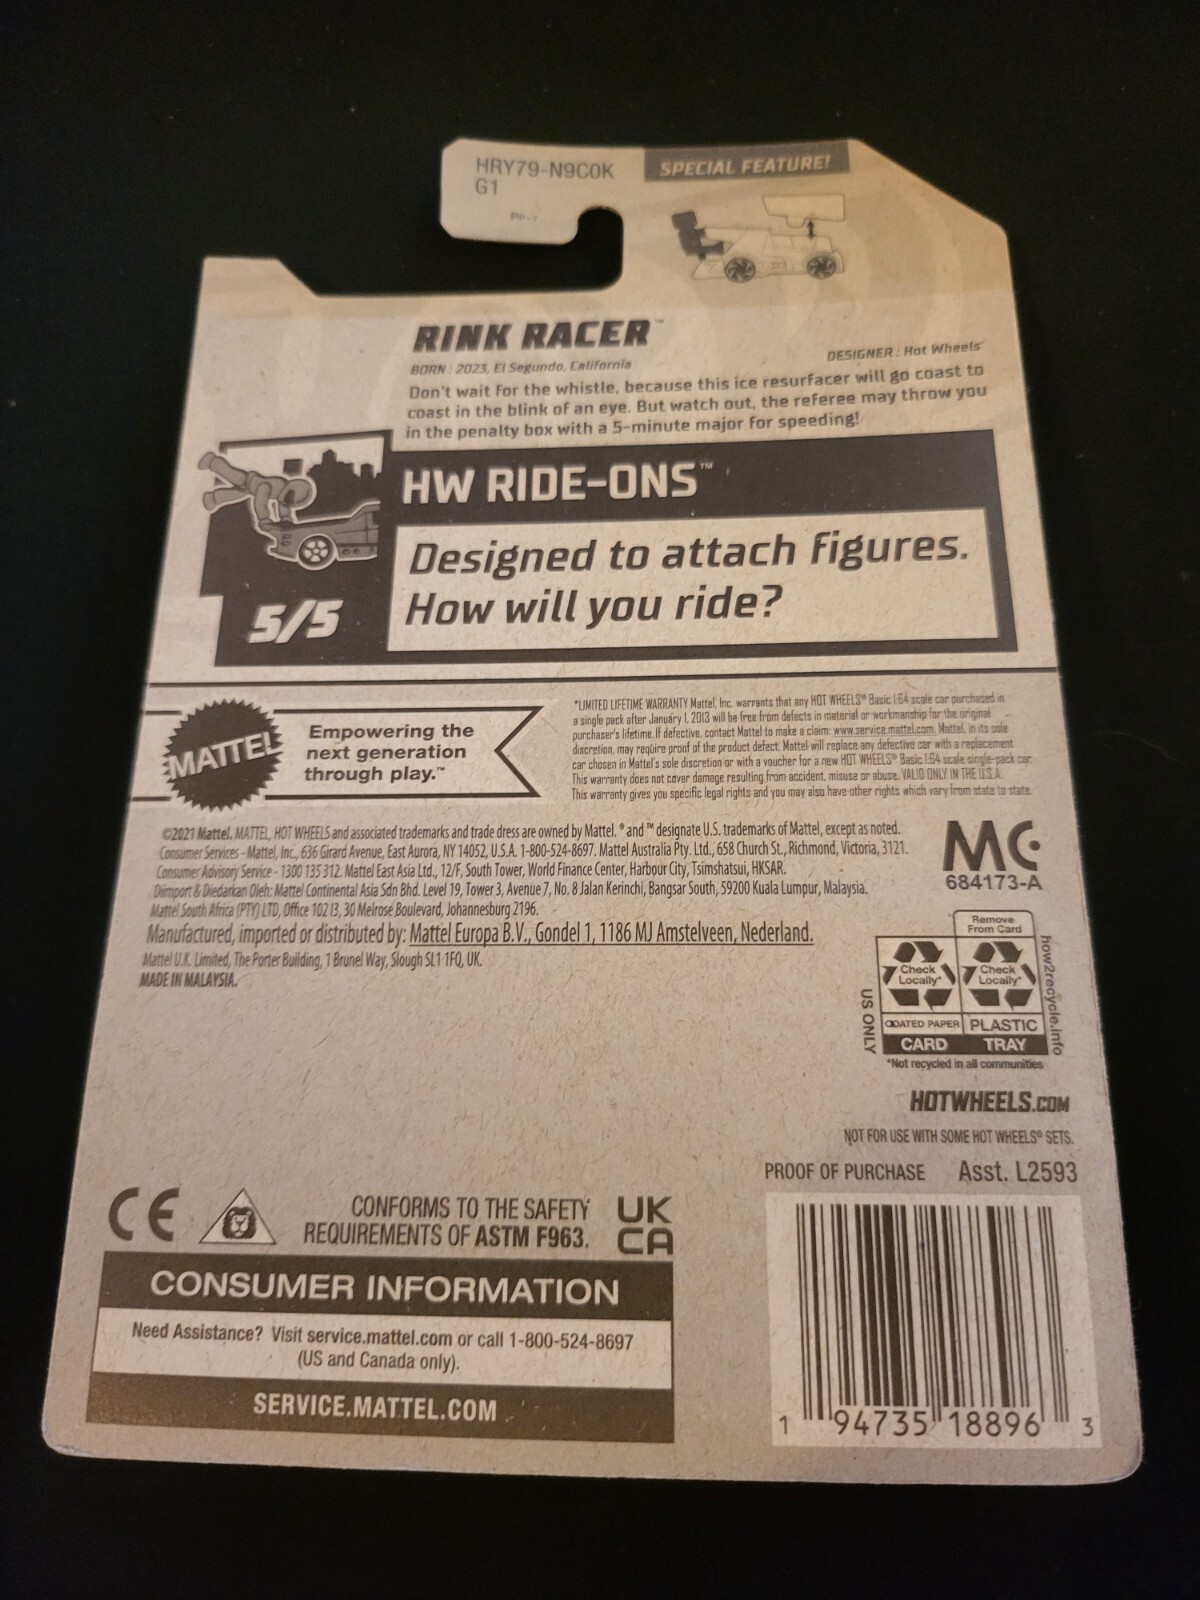 HRY79-N9C0K
G1
SPECIAL FEATURE!
RINK RACER™
BORN : 2023, El Segundo, California
DESIGNER : Hot Wheels
Don't wait for the whistle, because this ice resurfacer will go coast to
coast in the blink of an eye. But watch out, the referee may throw you
in the penalty box with a 5-minute major for speeding!
HW RIDE-ONS™
Designed to attach figures.
How will you ride?
5/5
MATTEL
Empowering the
next generation
through play.™
*LIMITED LIFETIME WARRANTY Mattel, Inc. warrants that any HOT WHEELS® Basic 1:64 scale car purchased in
a single pack after January 1, 2013 will be free from defects in material or workmanship for the original
purchaser's lifetime. If defective, contact Mattel to make a claim: www.service.mattel.com. Mattel, in its sole
discretion, may require proof of the product defect. Mattel will replace any defective car with a replacement
car chosen in Mattel's sole discretion or with a voucher for a new HOT WHEELS® Basic 1:64 scale single-pack car.
This warranty does not cover damage resulting from accident, misuse or abuse. VALID ONLY IN THE U.S.A.
This warranty gives you specific legal rights and you may also have other rights which vary from state to state.
©2021 Mattel. MATTEL, HOT WHEELS and associated trademarks and trade dress are owned by Mattel. ® and ™ designate U.S. trademarks of Mattel, except as noted.
Consumer Services - Mattel, Inc., 636 Girard Avenue, East Aurora, NY 14052, U.S.A. 1-800-524-8697. Mattel Australia Pty. Ltd., 658 Church St., Richmond, Victoria, 3121.
Consumer Advisory Service - 1300 135 312. Mattel East Asia Ltd., 12/F, South Tower, World Finance Center, Harbour City, Tsimshatsui, HKSAR.
Diimport & Diedarkan Oleh: Mattel Continental Asia Sdn Bhd. Level 19, Tower 3, Avenue 7, No. 8 Jalan Kerinchi, Bangsar South, 59200 Kuala Lumpur, Malaysia.
Mattel South Africa (PTY) LTD, Office 102 I3, 30 Melrose Boulevard, Johannesburg 2196.
Manufactured, imported or distributed by: Mattel Europa B.V., Gondel 1, 1186 MJ Amstelveen, Nederland.
Mattel U.K. Limited, The Porter Building, 1 Brunel Way, Slough SL1 1FQ, UK.
MADE IN MALAYSIA.
MC
684173-A
Remove
From Card
Check
Locally*
Check
Locally*
COATED PAPER
PLASTIC
CARD
TRAY
US ONLY
how2recycle.info
*Not recycled in all communities
HOTWHEELS.COM
NOT FOR USE WITH SOME HOT WHEELS® SETS.
PROOF OF PURCHASE Asst. L2593
CE
CONFORMS TO THE SAFETY
REQUIREMENTS OF ASTM F963.
UK
CA
CONSUMER INFORMATION
Need Assistance? Visit service.mattel.com or call 1-800-524-8697
(US and Canada only).
SERVICE.MATTEL.COM
1 94735 18896 3